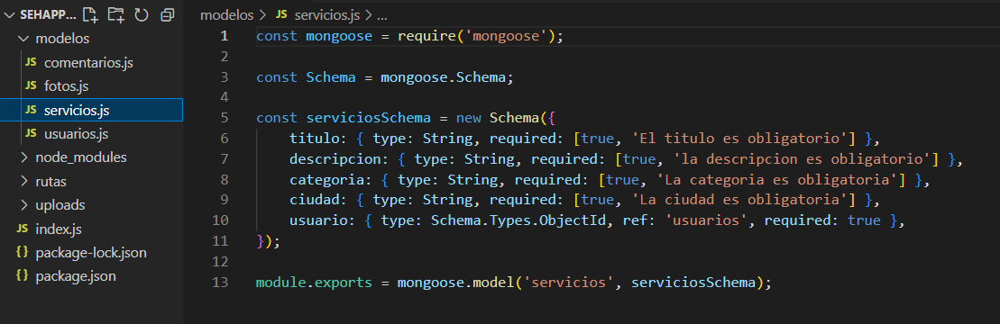 SEHAPP...
modelos
JS comentarios.js
JS fotos.js
JS servicios.js
JS usuarios.js
node_modules
rutas
uploads
JS index.js
{} package-lock.json
{} package.json
modelos > JS servicios.js > ...
1 const mongoose = require('mongoose');
2
3 const Schema = mongoose.Schema;
4
5 const serviciosSchema = new Schema({
6     titulo: { type: String, required: [true, 'El titulo es obligatorio'] },
7     descripcion: { type: String, required: [true, 'la descripcion es obligatorio'] },
8     categoria: { type: String, required: [true, 'La categoria es obligatoria'] },
9     ciudad: { type: String, required: [true, 'La ciudad es obligatoria'] },
10     usuario: { type: Schema.Types.ObjectId, ref: 'usuarios', required: true },
11 });
12
13 module.exports = mongoose.model('servicios', serviciosSchema);